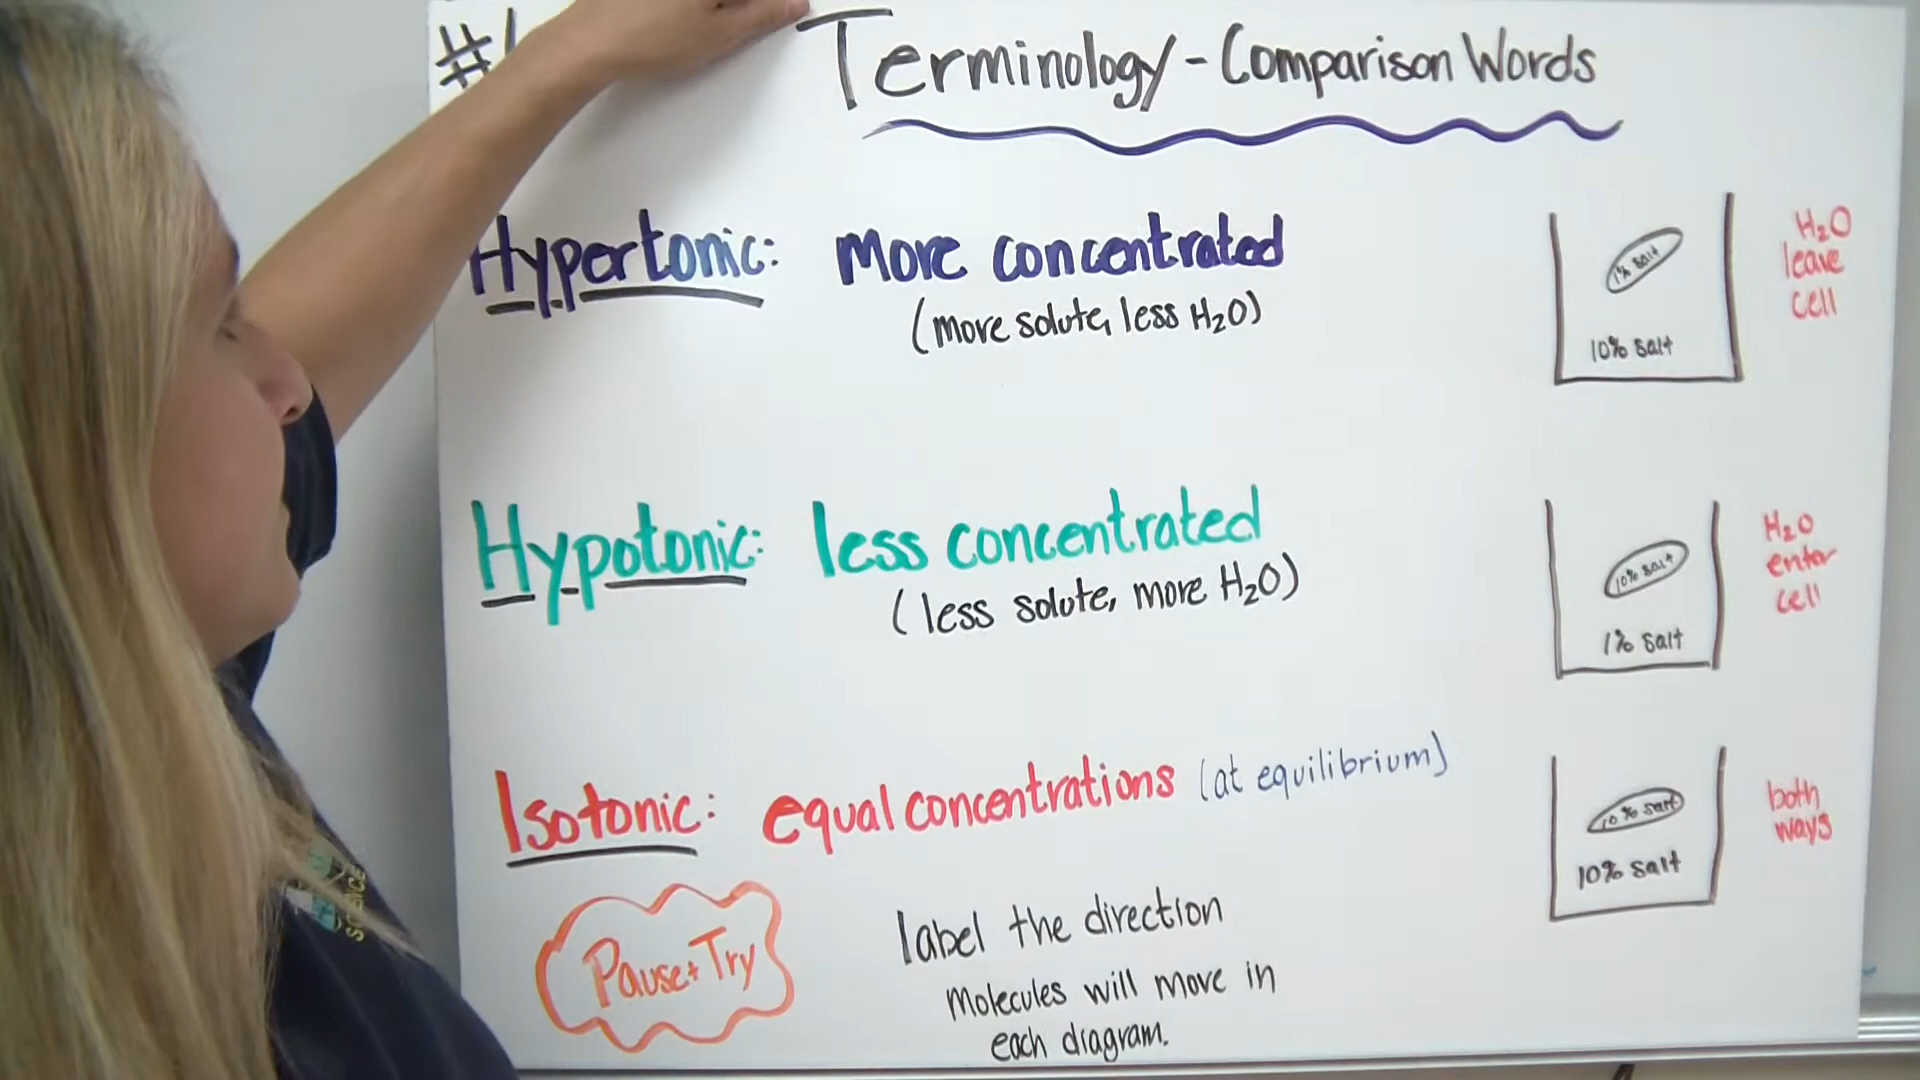 #
Terminology - Comparison Words
Hypertonic: more concentrated
(more solute, less H₂O)
1% salt
10% salt
H₂O
leave
cell
Hypotonic: less concentrated
(less solute, more H₂O)
10% salt
1% salt
H₂O
enter
cell
Isotonic: equal concentrations (at equilibrium)
10% salt
10% salt
both
ways
Pause + Try
label the direction
molecules will move in
each diagram.
SCIENCE